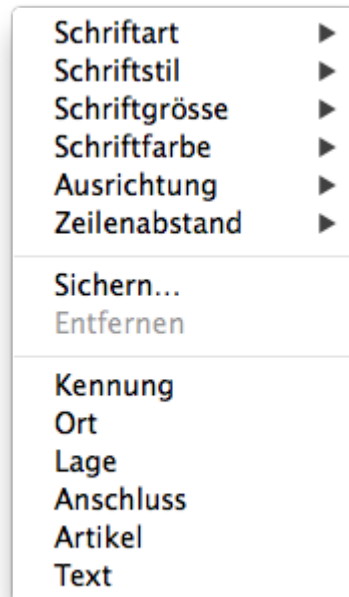 Schriftart
Schriftstil
Schriftgrösse
Schriftfarbe
Ausrichtung
Zeilenabstand
Sichern...
Entfernen
Kennung
Ort
Lage
Anschluss
Artikel
Text